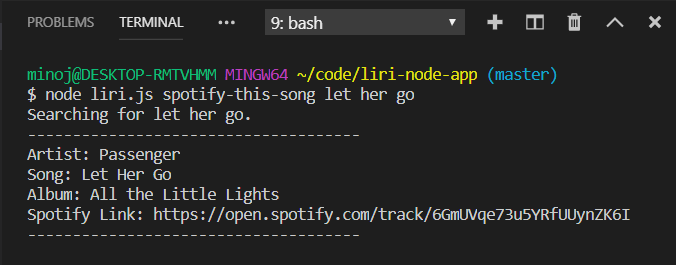 PROBLEMS TERMINAL ••• 9: bash
minoj@DESKTOP-RMTVHMM MINGW64 ~/code/liri-node-app (master)
$ node liri.js spotify-this-song let her go
Searching for let her go.
------------------------------------
Artist: Passenger
Song: Let Her Go
Album: All the Little Lights
Spotify Link: https://open.spotify.com/track/6GmUVqe73u5YRfUUynZK6I
------------------------------------